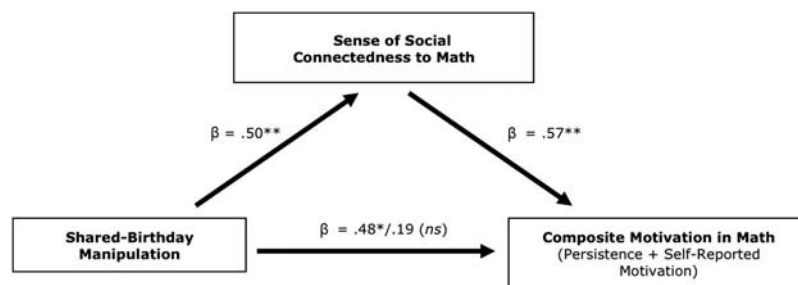 Sense of Social
Connectedness to Math
β = .50**
β = .57**
Shared-Birthday
Manipulation
β = .48*/.19 (ns)
Composite Motivation in Math
(Persistence + Self-Reported
Motivation)